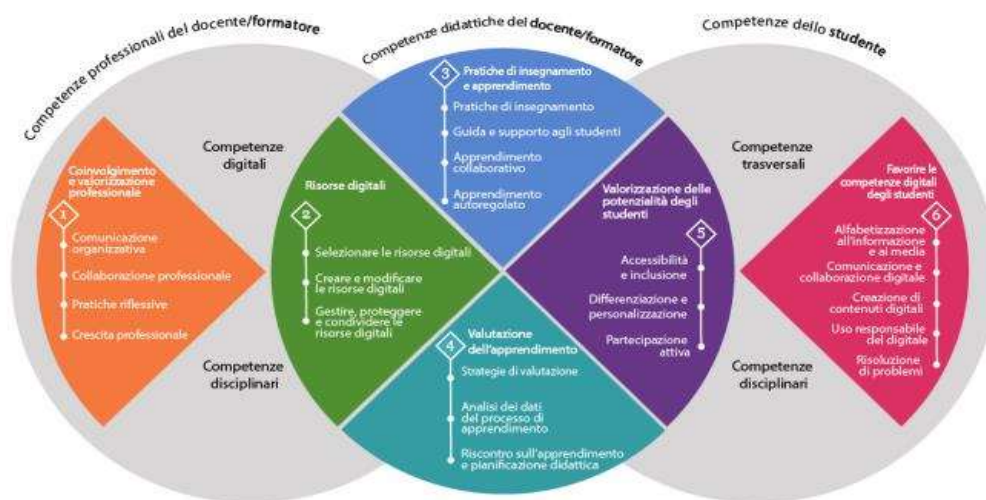 Competenze professionali del docente/formatore
Competenze didattiche del docente/formatore
Competenze dello studente
Competenze
digitali
Competenze
disciplinari
Coinvolgimento
e valorizzazione
professionale
1
Comunicazione
organizzativa
Collaborazione professionale
Pratiche riflessive
Crescita professionale
Risorse digitali
2
Selezionare le risorse digitali
Creare e modificare
le risorse digitali
Gestire, proteggere
e condividere le
risorse digitali
3
Pratiche di insegnamento
e apprendimento
Pratiche di insegnamento
Guida e supporto agli studenti
Apprendimento
collaborativo
Apprendimento
autoregolato
4
Valutazione
dell'apprendimento
Strategie di valutazione
Analisi dei dati
del processo di
apprendimento
Riscontro sull'apprendimento
e pianificazione didattica
Valorizzazione delle
potenzialità degli
studenti
5
Accessibilità
e inclusione
Differenziazione e
personalizzazione
Partecipazione
attiva
Competenze
trasversali
Competenze
disciplinari
Favorire le
competenze digitali
degli studenti
6
Alfabetizzazione
all'informazione
e ai media
Comunicazione e
collaborazione digitale
Creazione di
contenuti digitali
Uso responsabile
del digitale
Risoluzione
di problemi